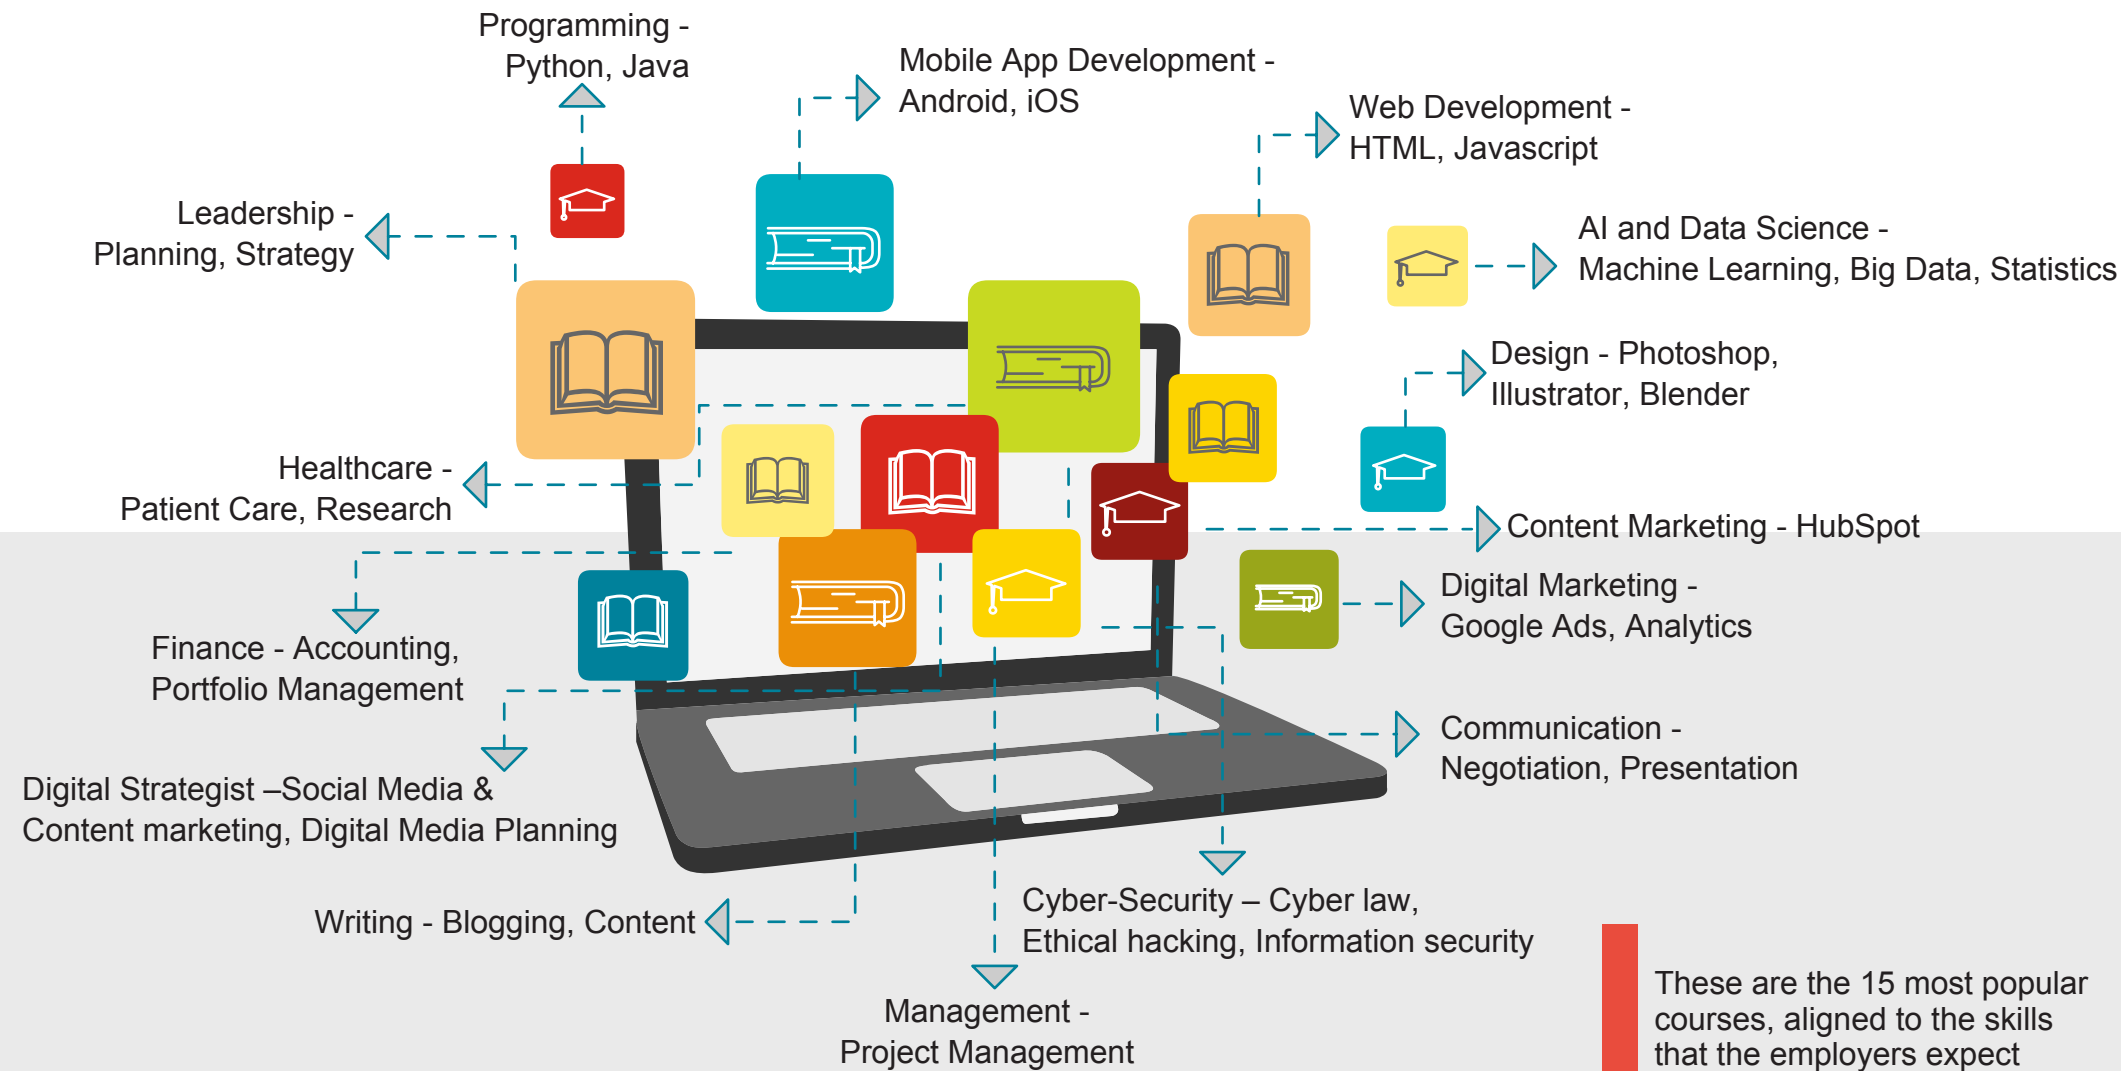 Programming -
Python, Java
Mobile App Development -
Android, iOS
Web Development -
HTML, Javascript
Leadership -
Planning, Strategy
AI and Data Science -
Machine Learning, Big Data, Statistics
Design - Photoshop,
Illustrator, Blender
Healthcare -
Patient Care, Research
Content Marketing - HubSpot
Digital Marketing -
Google Ads, Analytics
Finance - Accounting,
Portfolio Management
Communication -
Negotiation, Presentation
Digital Strategist –Social Media &
Content marketing, Digital Media Planning
Writing - Blogging, Content
Cyber-Security – Cyber law,
Ethical hacking, Information security
Management -
Project Management
These are the 15 most popular
courses, aligned to the skills
that the employers expect